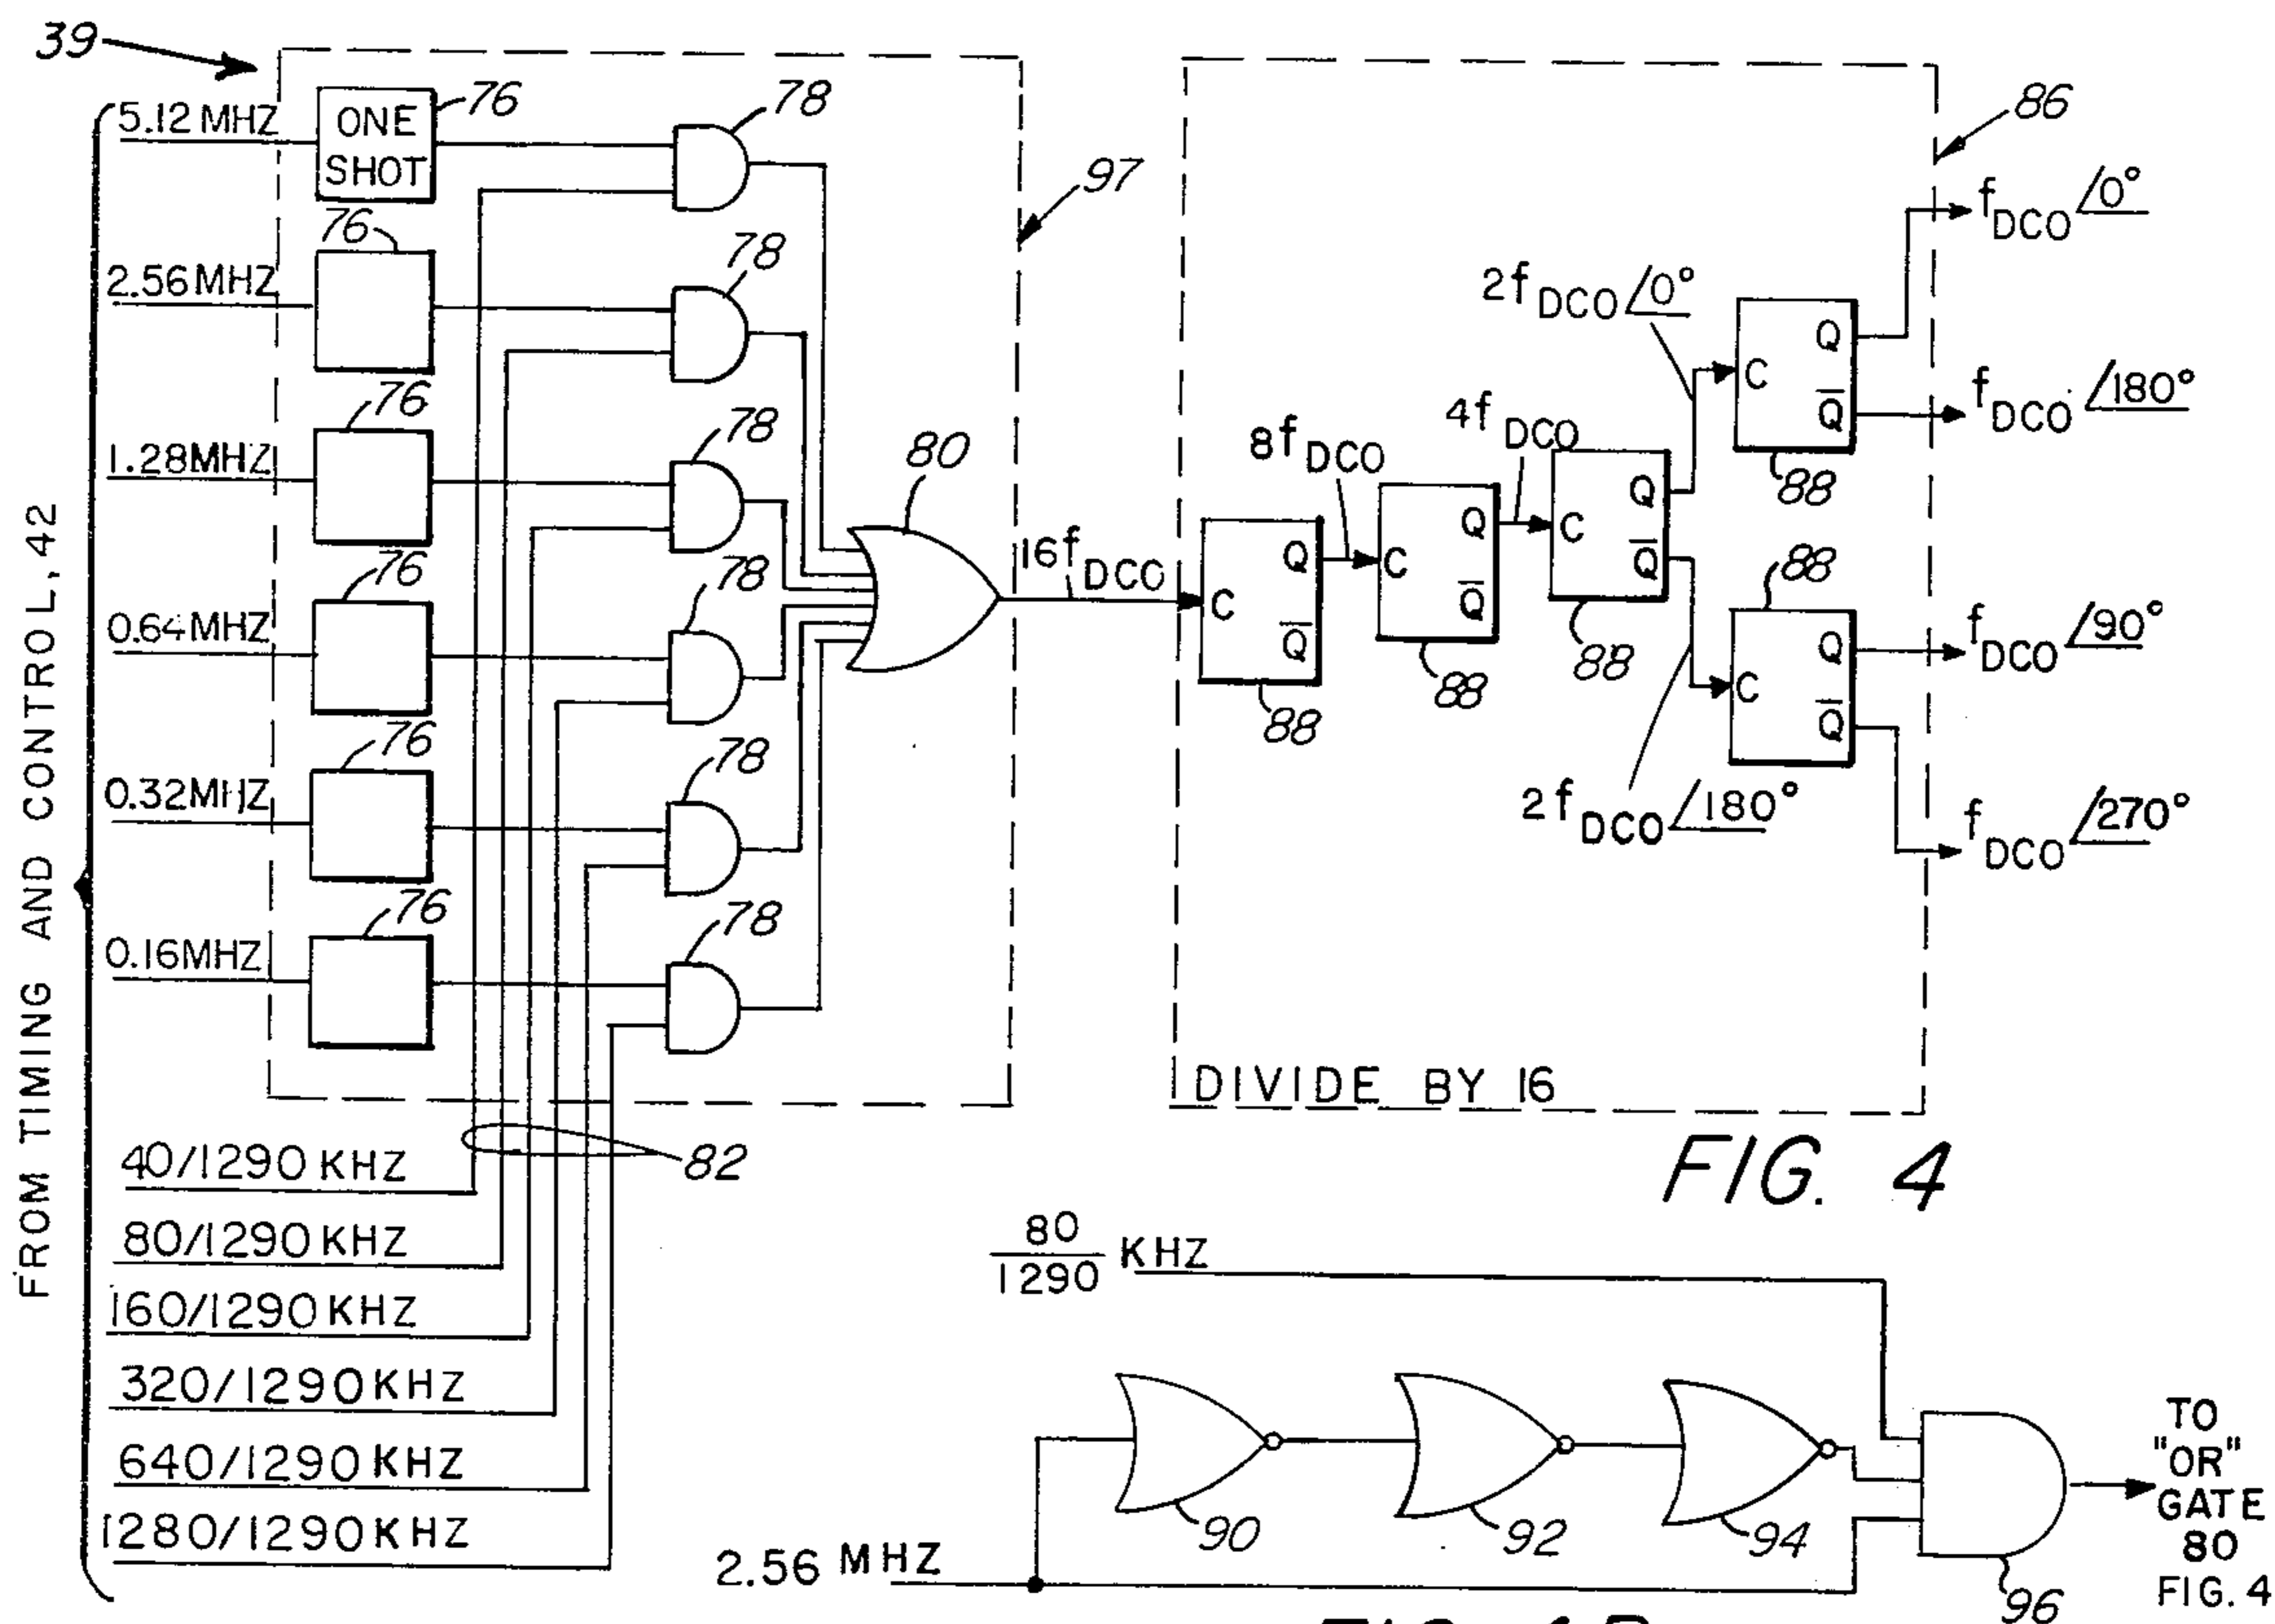 39
FROM TIMING AND CONTROL, 42
5.12 MHZ
ONE
SHOT
76
78
97
86
2.56 MHZ
76
78
1.28MHZ
76
78
80
0.64MHZ
76
78
0.32MHZ
76
78
0.16MHZ
76
78
16f DCO
C Q Q̅
88
8f DCO
C Q Q̅
88
4f DCO
C Q Q̅
88
2f DCO /0°
C Q Q̅
88
2f DCO /180°
C Q Q̅
88
f DCO /0°
f DCO /180°
f DCO /90°
f DCO /270°
DIVIDE BY 16
82
40/1290 KHZ
80/1290 KHZ
160/1290 KHZ
320/1290 KHZ
640/1290 KHZ
1280/1290 KHZ
FIG. 4
80/1290 KHZ
90
92
94
2.56 MHZ
96
TO
"OR"
GATE
80
FIG. 4